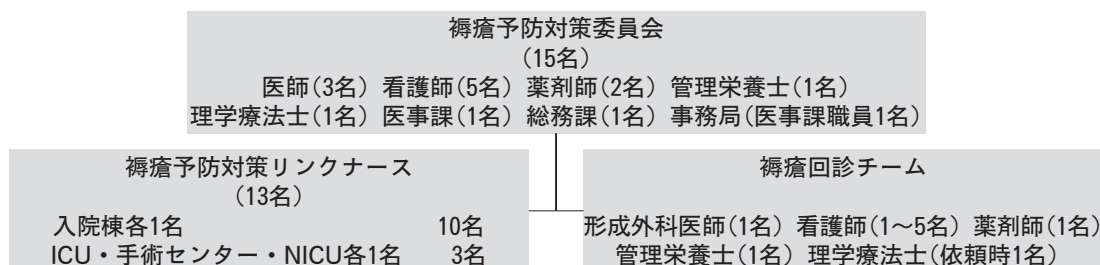 褥瘡予防対策委員会
（15名）
医師（3名） 看護師（5名） 薬剤師（2名） 管理栄養士（1名）
理学療法士（1名） 医事課（1名） 総務課（1名） 事務局（医事課職員1名）
褥瘡予防対策リンクナース
（13名）
入院棟各1名 10名
ICU・手術センター・NICU各1名 3名
褥瘡回診チーム
形成外科医師（1名） 看護師（1～5名） 薬剤師（1名）
管理栄養士（1名） 理学療法士（依頼時1名）